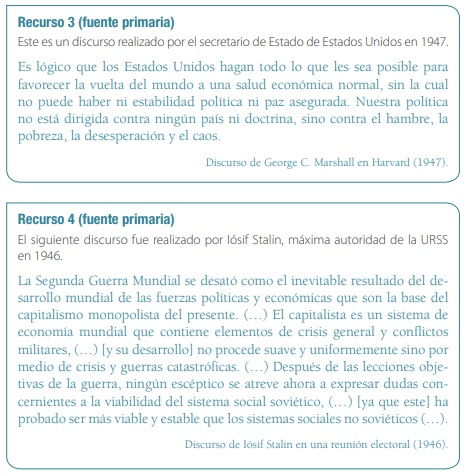 Recurso 3 (fuente primaria)
Este es un discurso realizado por el secretario de Estado de Estados Unidos en 1947.
Es lógico que los Estados Unidos hagan todo lo que les sea posible para
favorecer la vuelta del mundo a una salud económica normal, sin la cual
no puede haber ni estabilidad política ni paz asegurada. Nuestra política
no está dirigida contra ningún país ni doctrina, sino contra el hambre, la
pobreza, la desesperación y el caos.
Discurso de George C. Marshall en Harvard (1947).
Recurso 4 (fuente primaria)
El siguiente discurso fue realizado por Iósif Stalin, máxima autoridad de la URSS
en 1946.
La Segunda Guerra Mundial se desató como el inevitable resultado del de-
sarrollo mundial de las fuerzas políticas y económicas que son la base del
capitalismo monopolista del presente. (…) El capitalista es un sistema de
economía mundial que contiene elementos de crisis general y conflictos
militares, (…) [y su desarrollo] no procede suave y uniformemente sino por
medio de crisis y guerras catastróficas. (…) Después de las lecciones obje-
tivas de la guerra, ningún escéptico se atreve ahora a expresar dudas con-
cernientes a la viabilidad del sistema social soviético, (…) [ya que este] ha
probado ser más viable y estable que los sistemas sociales no soviéticos (…).
Discurso de Iósif Stalin en una reunión electoral (1946).